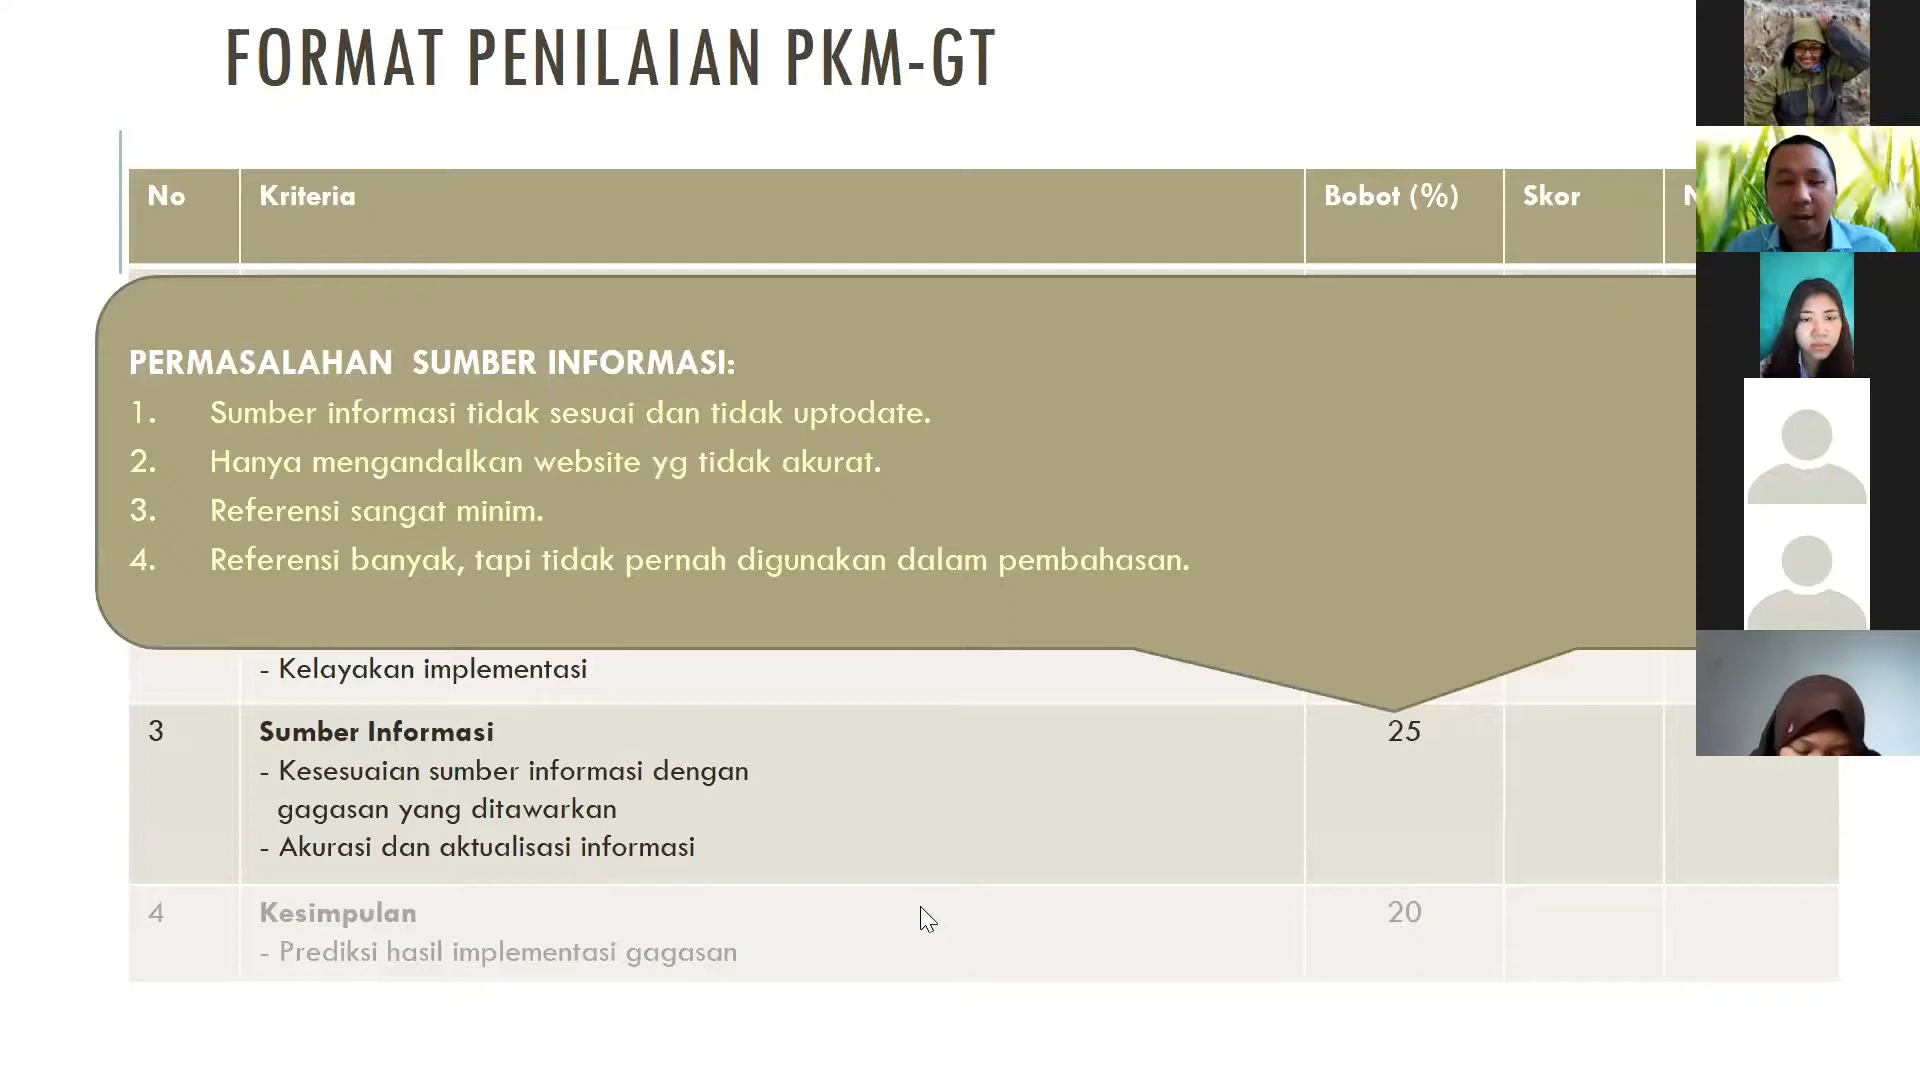 FORMAT PENILAIAN PKM-GT
No Kriteria Bobot (%) Skor N
PERMASALAHAN SUMBER INFORMASI:
1. Sumber informasi tidak sesuai dan tidak uptodate.
2. Hanya mengandalkan website yg tidak akurat.
3. Referensi sangat minim.
4. Referensi banyak, tapi tidak pernah digunakan dalam pembahasan.
- Kelayakan implementasi
3 Sumber Informasi 25
- Kesesuaian sumber informasi dengan
gagasan yang ditawarkan
- Akurasi dan aktualisasi informasi
4 Kesimpulan 20
- Prediksi hasil implementasi gagasan